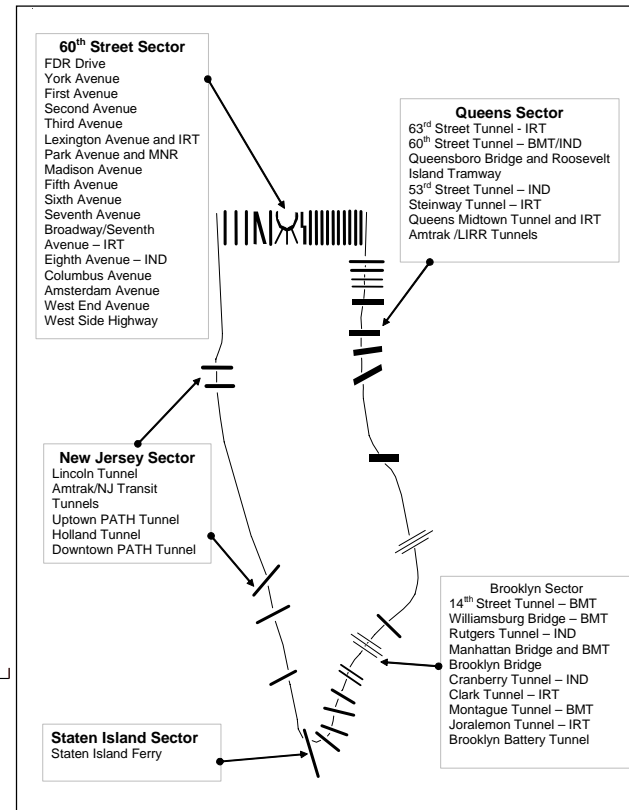 60th Street Sector
FDR Drive
York Avenue
First Avenue
Second Avenue
Third Avenue
Lexington Avenue and IRT
Park Avenue and MNR
Madison Avenue
Fifth Avenue
Sixth Avenue
Seventh Avenue
Broadway/Seventh
Avenue – IRT
Eighth Avenue – IND
Columbus Avenue
Amsterdam Avenue
West End Avenue
West Side Highway
Queens Sector
63rd Street Tunnel - IRT
60th Street Tunnel – BMT/IND
Queensboro Bridge and Roosevelt
Island Tramway
53rd Street Tunnel – IND
Steinway Tunnel – IRT
Queens Midtown Tunnel and IRT
Amtrak /LIRR Tunnels
New Jersey Sector
Lincoln Tunnel
Amtrak/NJ Transit
Tunnels
Uptown PATH Tunnel
Holland Tunnel
Downtown PATH Tunnel
Brooklyn Sector
14tth Street Tunnel – BMT
Williamsburg Bridge – BMT
Rutgers Tunnel – IND
Manhattan Bridge and BMT
Brooklyn Bridge
Cranberry Tunnel – IND
Clark Tunnel – IRT
Montague Tunnel – BMT
Joralemon Tunnel – IRT
Brooklyn Battery Tunnel
Staten Island Sector
Staten Island Ferry